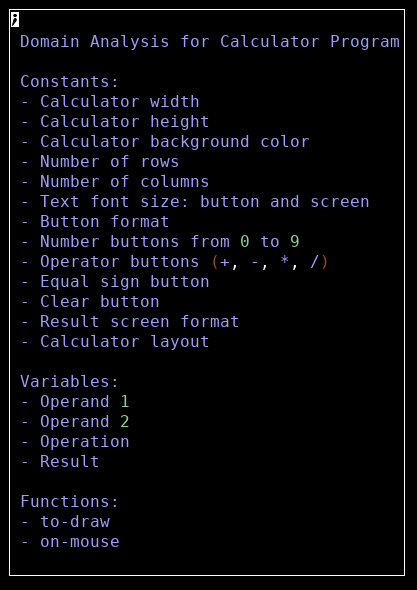 ;
Domain Analysis for Calculator Program
Constants:
- Calculator width
- Calculator height
- Calculator background color
- Number of rows
- Number of columns
- Text font size: button and screen
- Button format
- Number buttons from 0 to 9
- Operator buttons (+, -, *, /)
- Equal sign button
- Clear button
- Result screen format
- Calculator layout
Variables:
- Operand 1
- Operand 2
- Operation
- Result
Functions:
- to-draw
- on-mouse